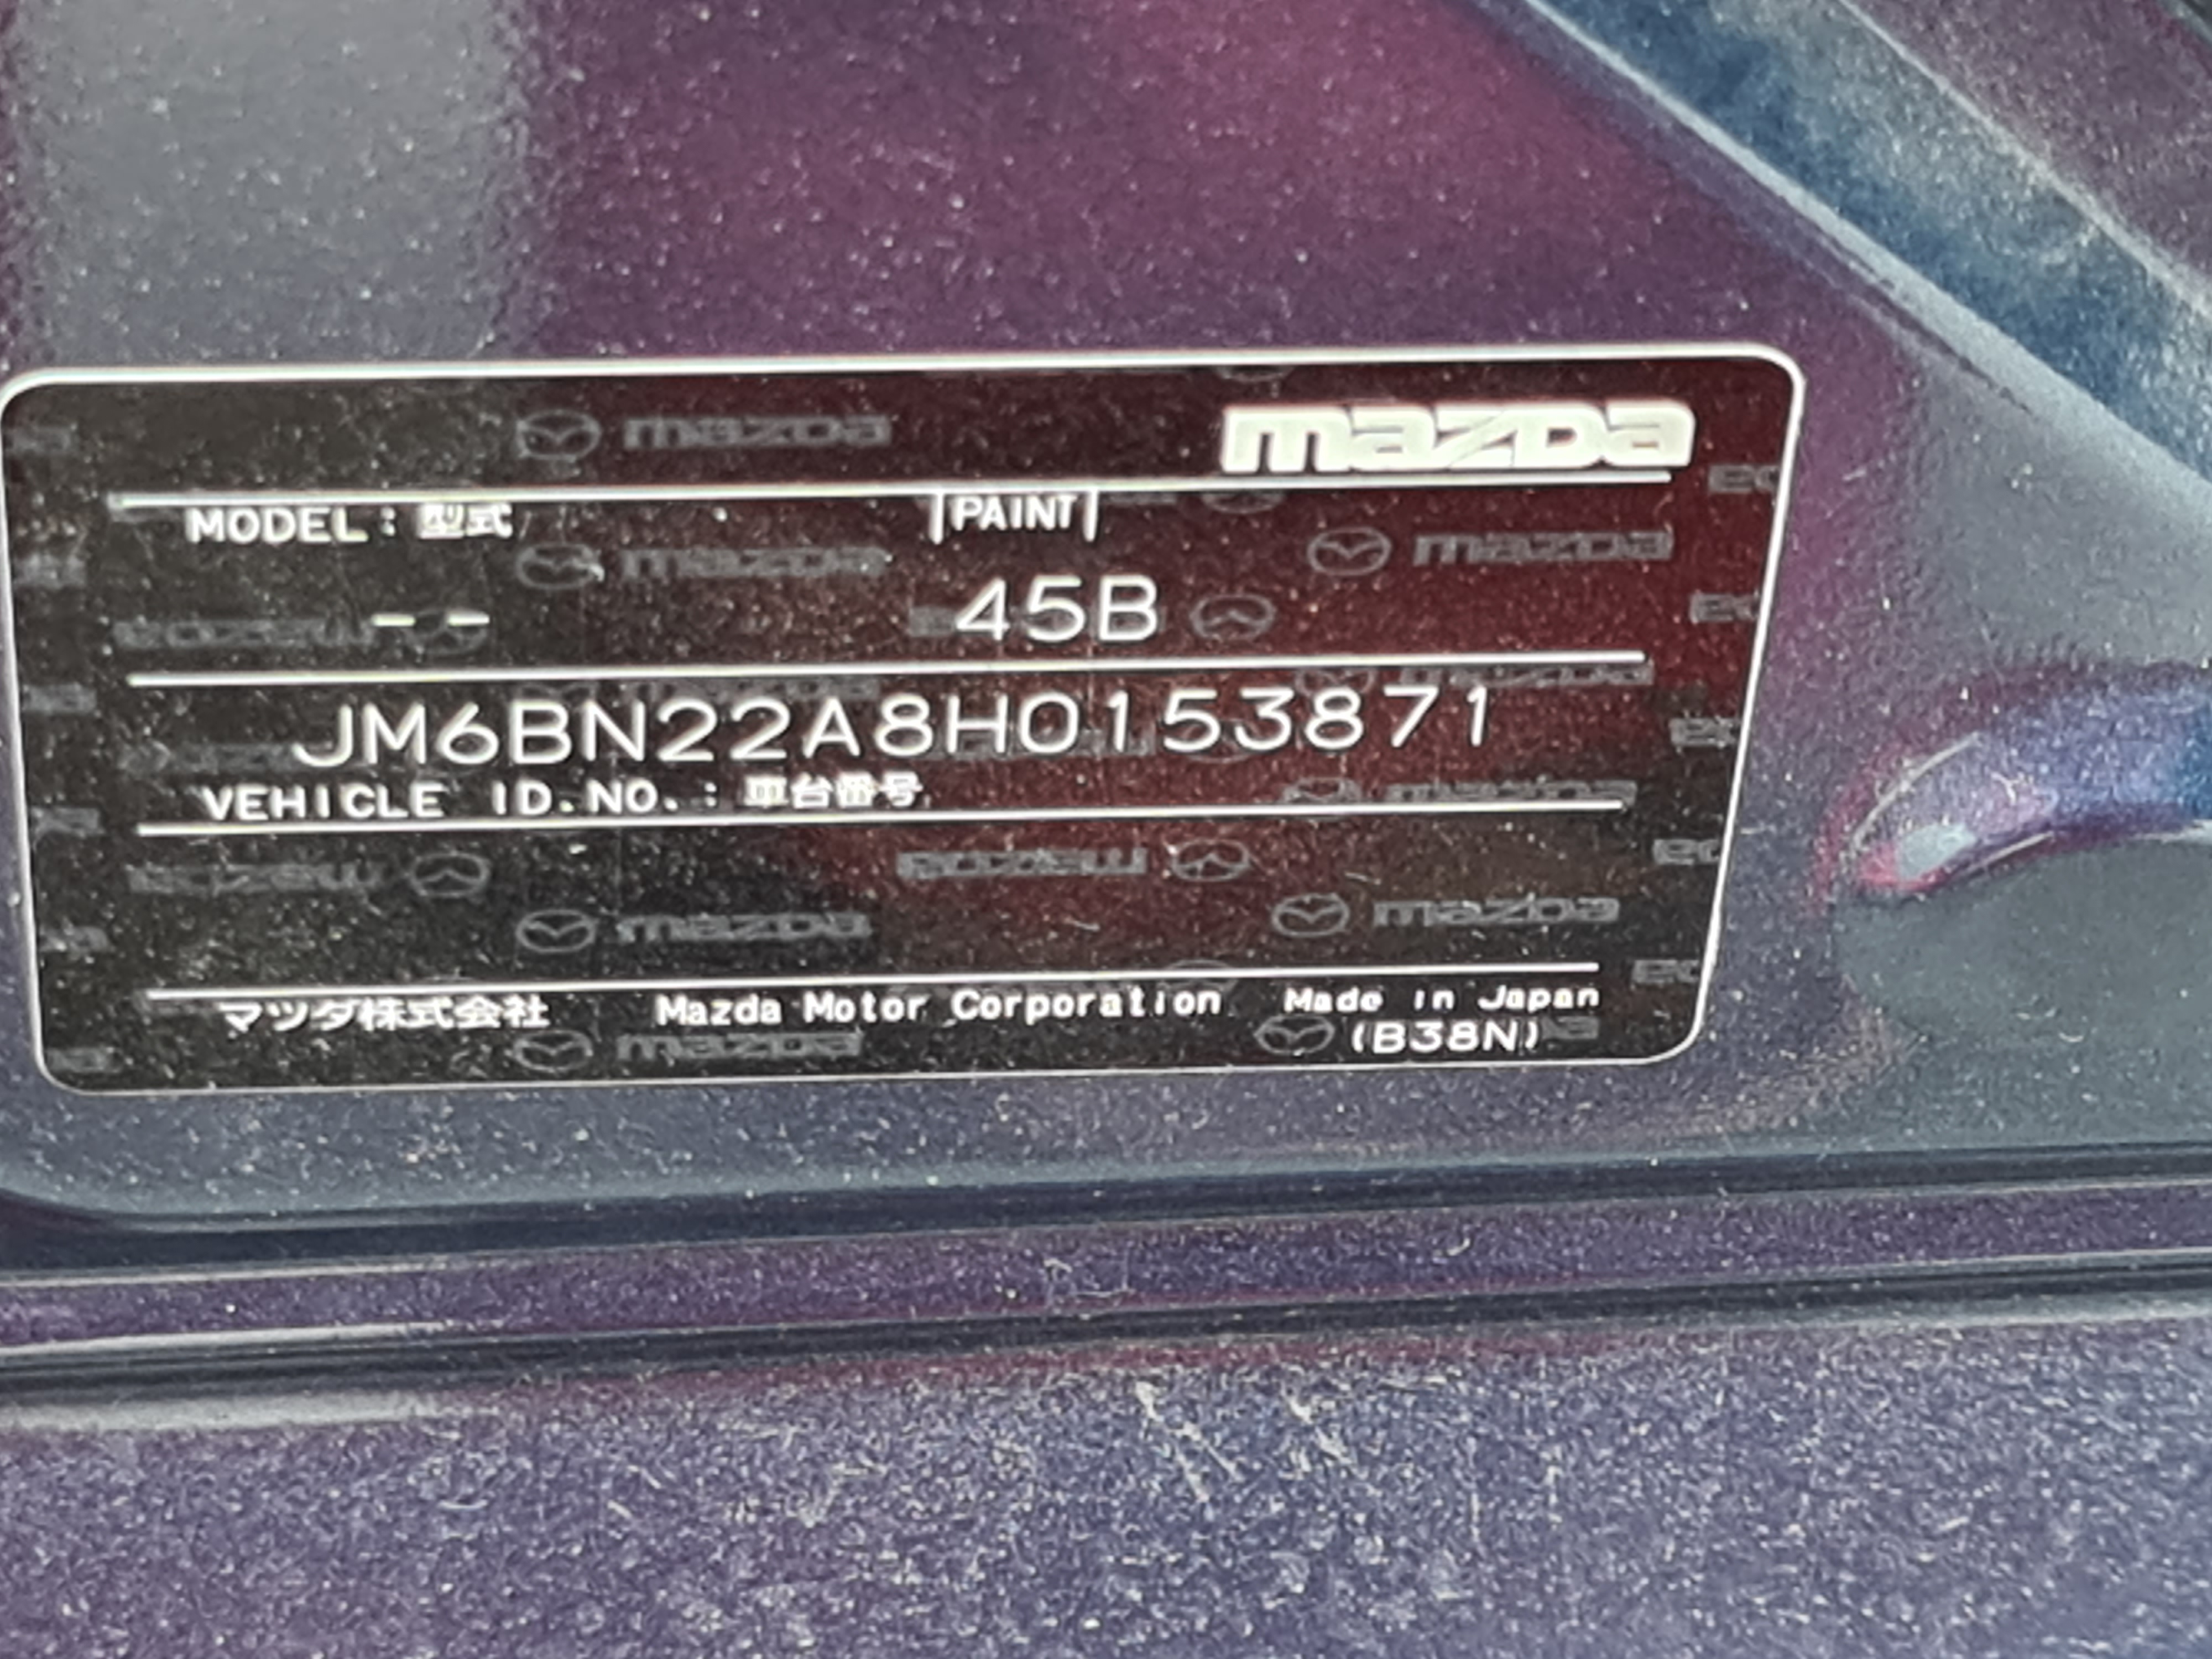 mazda
MODEL : 型式
PAINT
– –
45B
JM6BN22A8H0153871
VEHICLE ID.NO. : 車台番号
マツダ株式会社 Mazda Motor Corporation Made in Japan
(B38N)